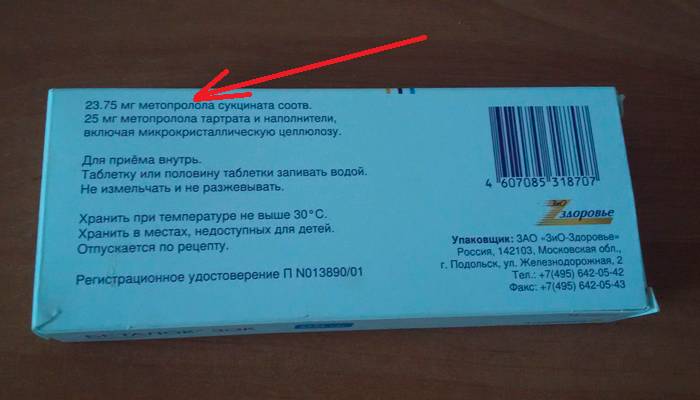 23.75 мг метопролола сукцината соотв.
25 мг метопролола тартрата и наполнители,
включая микрокристаллическую целлюлозу.
Для приёма внутрь.
Таблетку или половину таблетки запивать водой.
Не измельчать и не разжевывать.
Хранить при температуре не выше 30°С.
Хранить в местах, недоступных для детей.
Отпускается по рецепту.
Регистрационное удостоверение П N013890/01
4 607085 318707
ЗиО
Здоровье
Упаковщик: ЗАО «ЗиО-Здоровье»
Россия, 142103, Московская обл.,
г. Подольск, ул. Железнодорожная, 2
Тел.: +7(495) 642-05-42
Факс: +7(495) 642-05-43